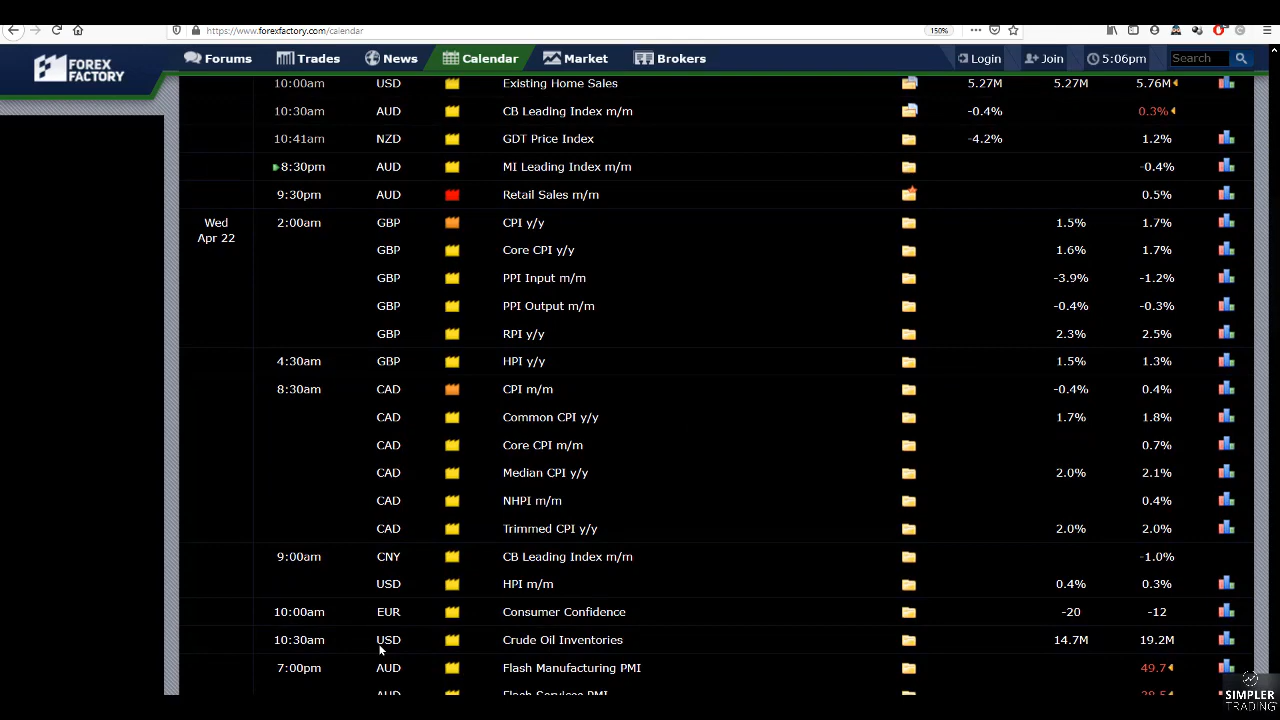 https://www.forexfactory.com/calendar 150%
FOREX FACTORY Forums Trades News Calendar Market Brokers Login Join 5:06pm Search
10:00am USD Existing Home Sales 5.27M 5.27M 5.76M
10:30am AUD CB Leading Index m/m -0.4% 0.3%
10:41am NZD GDT Price Index -4.2% 1.2%
8:30pm AUD MI Leading Index m/m -0.4%
9:30pm AUD Retail Sales m/m 0.5%
Wed Apr 22 2:00am GBP CPI y/y 1.5% 1.7%
GBP Core CPI y/y 1.6% 1.7%
GBP PPI Input m/m -3.9% -1.2%
GBP PPI Output m/m -0.4% -0.3%
GBP RPI y/y 2.3% 2.5%
4:30am GBP HPI y/y 1.5% 1.3%
8:30am CAD CPI m/m -0.4% 0.4%
CAD Common CPI y/y 1.7% 1.8%
CAD Core CPI m/m 0.7%
CAD Median CPI y/y 2.0% 2.1%
CAD NHPI m/m 0.4%
CAD Trimmed CPI y/y 2.0% 2.0%
9:00am CNY CB Leading Index m/m -1.0%
USD HPI m/m 0.4% 0.3%
10:00am EUR Consumer Confidence -20 -12
10:30am USD Crude Oil Inventories 14.7M 19.2M
7:00pm AUD Flash Manufacturing PMI 49.7
AUD Flash Services PMI 38.5
SIMPLER
TRADING